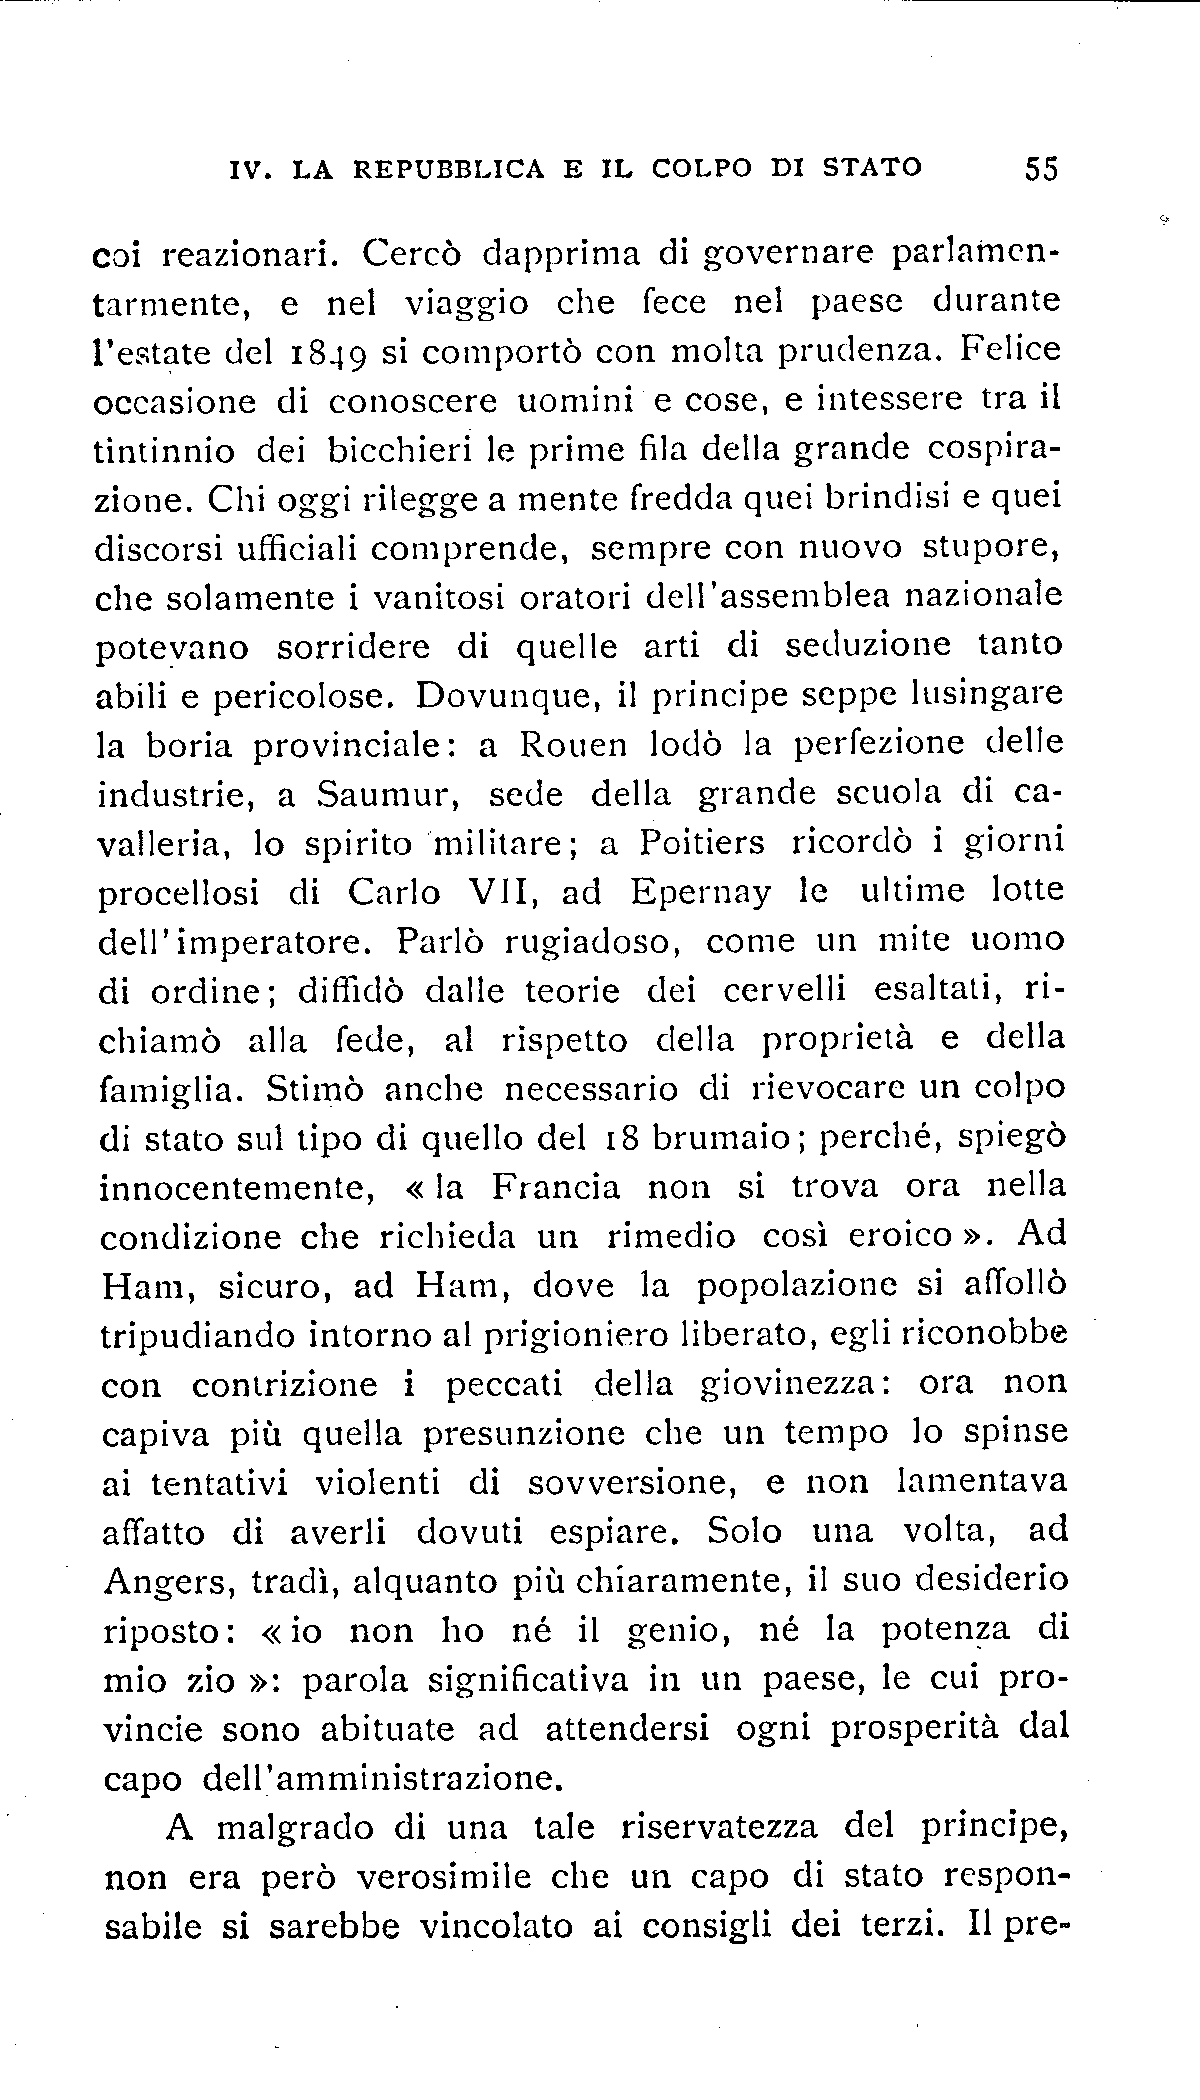 IV. LA REPUBBLICA E IL COLPO DI STATO 55
coi reazionari. Cercò dapprima di governare parlamen-
tarmente, e nel viaggio che fece nel paese durante
l'estate del 1849 si comportò con molta prudenza. Felice
occasione di conoscere uomini e cose, e intessere tra il
tintinnio dei bicchieri le prime fila della grande cospira-
zione. Chi oggi rilegge a mente fredda quei brindisi e quei
discorsi ufficiali comprende, sempre con nuovo stupore,
che solamente i vanitosi oratori dell'assemblea nazionale
potevano sorridere di quelle arti di seduzione tanto
abili e pericolose. Dovunque, il principe seppe lusingare
la boria provinciale: a Rouen lodò la perfezione delle
industrie, a Saumur, sede della grande scuola di ca-
valleria, lo spirito militare; a Poitiers ricordò i giorni
procellosi di Carlo VII, ad Epernay le ultime lotte
dell'imperatore. Parlò rugiadoso, come un mite uomo
di ordine; diffidò dalle teorie dei cervelli esaltati, ri-
chiamò alla fede, al rispetto della proprietà e della
famiglia. Stimò anche necessario di rievocare un colpo
di stato sul tipo di quello del 18 brumaio; perché, spiegò
innocentemente, « la Francia non si trova ora nella
condizione che richieda un rimedio così eroico ». Ad
Ham, sicuro, ad Ham, dove la popolazione si affollò
tripudiando intorno al prigioniero liberato, egli riconobbe
con contrizione i peccati della giovinezza: ora non
capiva più quella presunzione che un tempo lo spinse
ai tentativi violenti di sovversione, e non lamentava
affatto di averli dovuti espiare. Solo una volta, ad
Angers, tradì, alquanto più chiaramente, il suo desiderio
riposto: « io non ho né il genio, né la potenza di
mio zio »: parola significativa in un paese, le cui pro-
vincie sono abituate ad attendersi ogni prosperità dal
capo dell'amministrazione.
A malgrado di una tale riservatezza del principe,
non era però verosimile che un capo di stato respon-
sabile si sarebbe vincolato ai consigli dei terzi. Il pre-